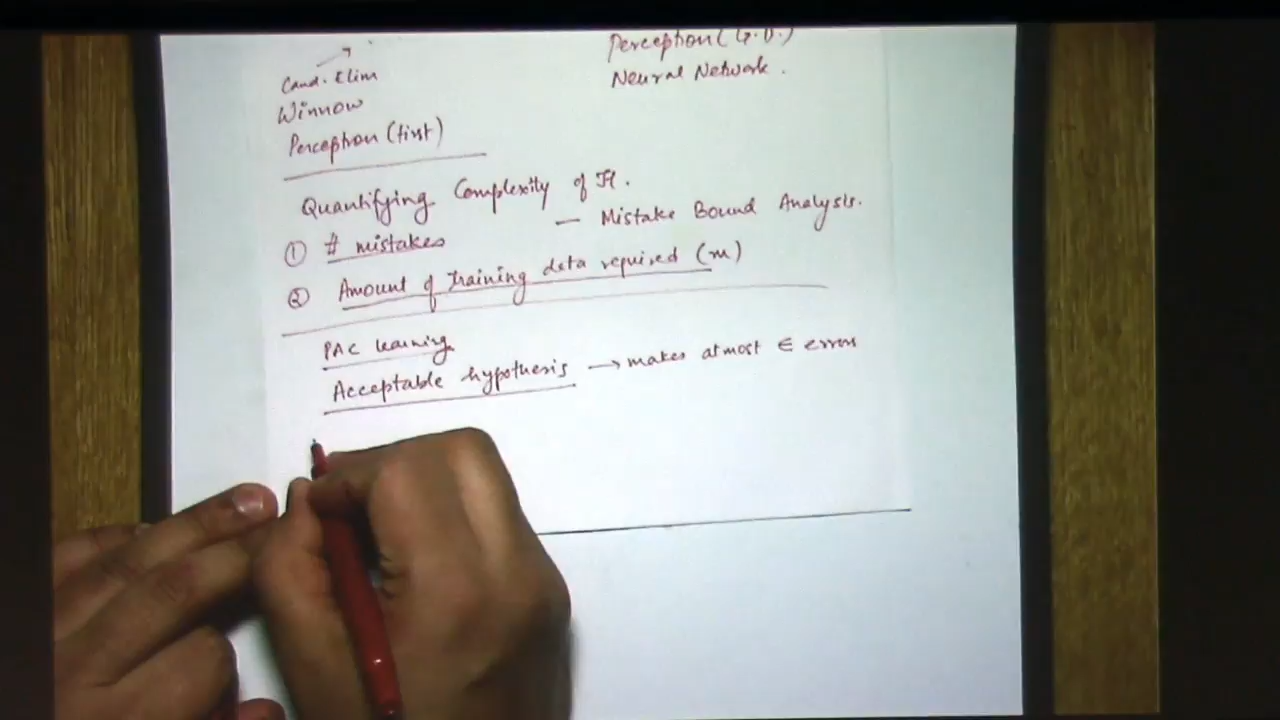 Perceptron (G.D.)
Cand. Elim
Neural Network.
Winnow
Perceptron (first)
Quantifying Complexity of H.
① # mistakes — Mistake Bound Analysis.
② Amount of training data required (m)
PAC learning
Acceptable hypothesis → makes atmost ∈ error